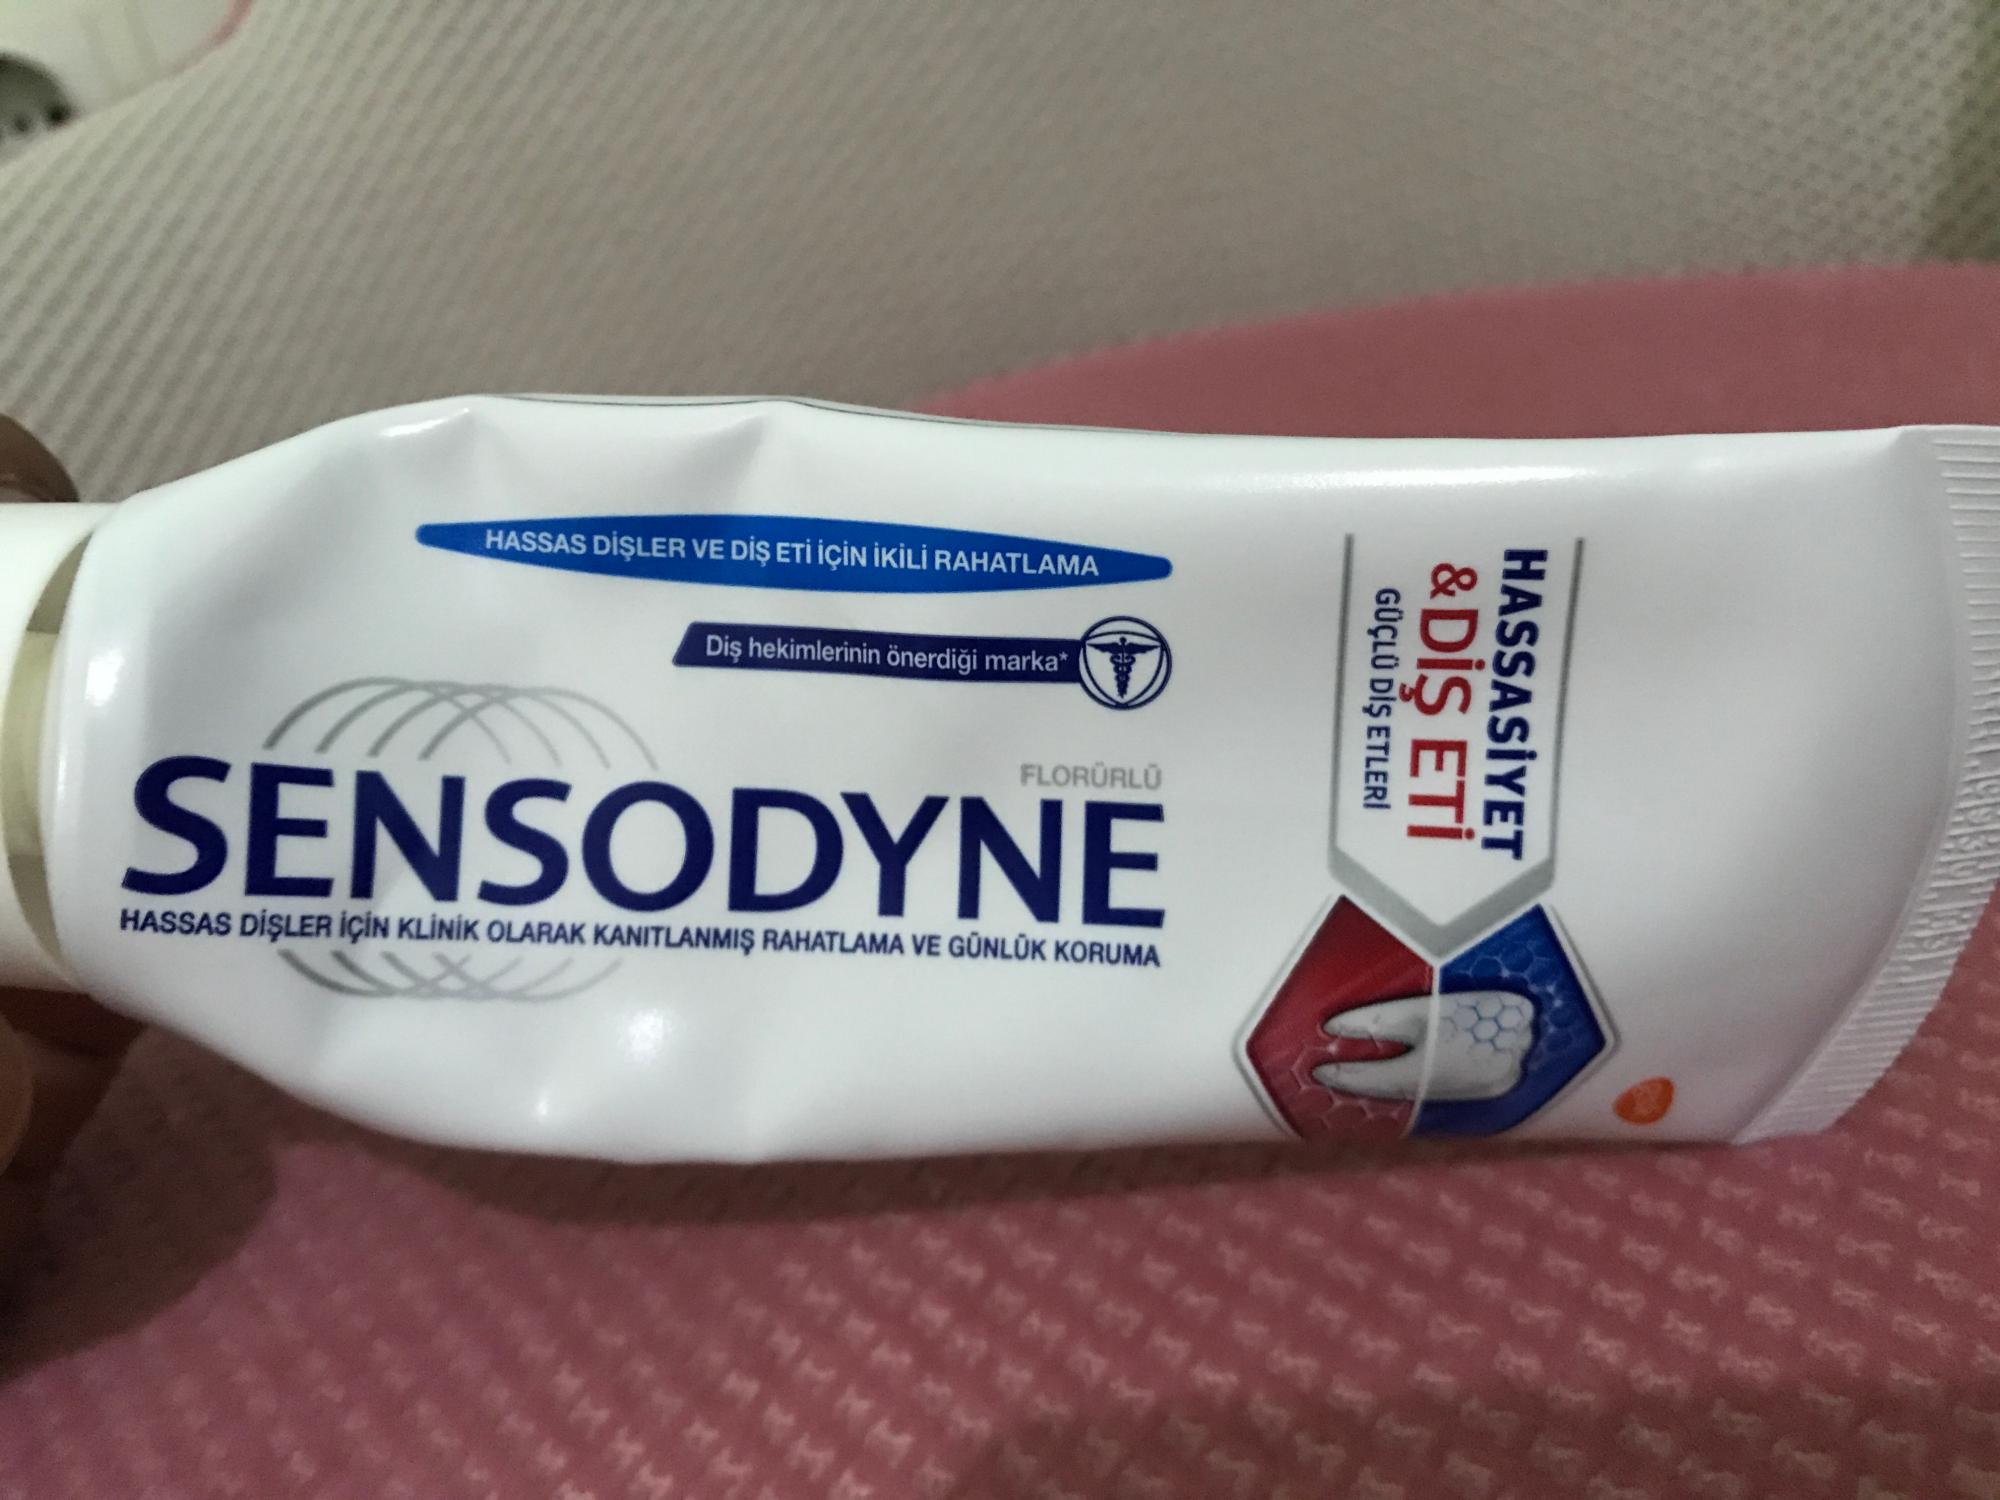 HASSAS DİŞLER VE DİŞ ETİ İÇİN İKİLİ RAHATLAMA
Diş hekimlerinin önerdiği marka*
FLORÜRLÜ
SENSODYNE
HASSAS DİŞLER İÇİN KLİNİK OLARAK KANITLANMIŞ RAHATLAMA VE GÜNLÜK KORUMA
HASSASİYET
& DİŞ ETİ
GÜÇLÜ DİŞ ETLERİ